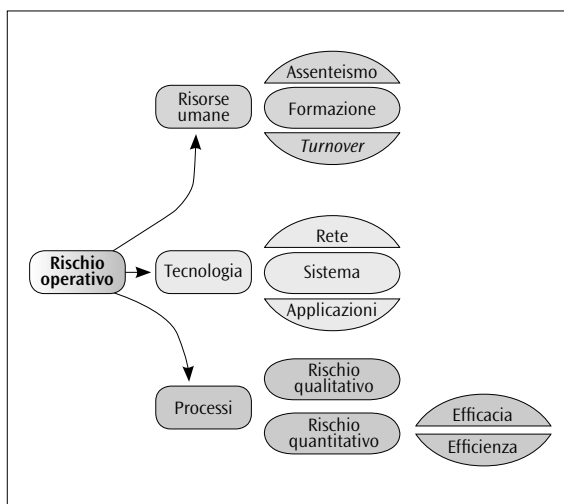 Assenteismo
Risorse
umane
Formazione
Turnover
Rete
Rischio
operativo
Tecnologia
Sistema
Applicazioni
Rischio
qualitativo
Processi
Efficacia
Rischio
quantitativo
Efficienza